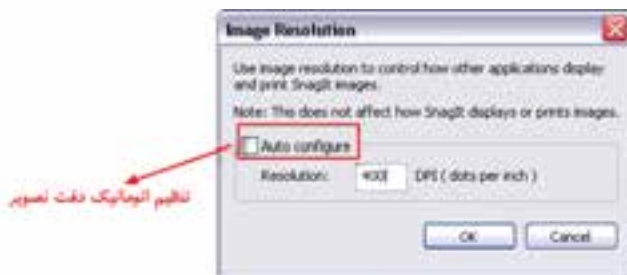 Image Resolution
Use image resolution to control how other applications display
and print SnagIt images.
Note: This does not affect how SnagIt displays or prints images.
Auto configure
Resolution: 400 DPI ( dots per inch )
تنظیم اتوماتیک دقت تصویر
OK Cancel